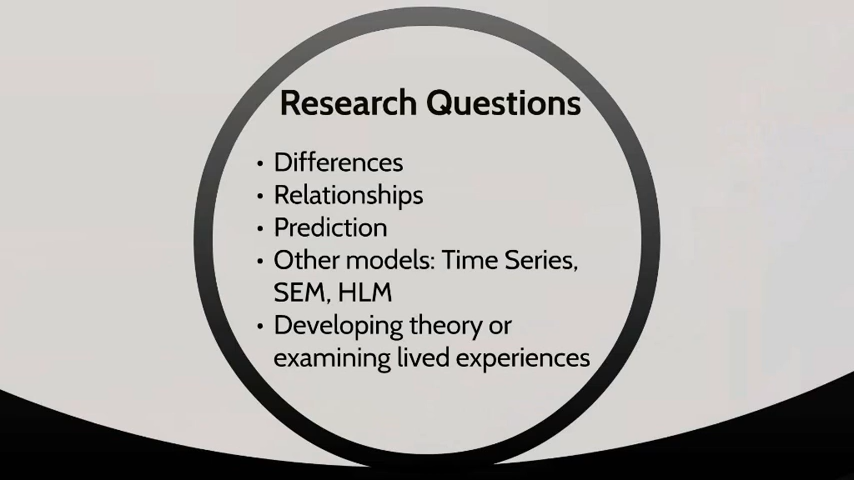 Research Questions
• Differences
• Relationships
• Prediction
• Other models: Time Series,
SEM, HLM
• Developing theory or
examining lived experiences